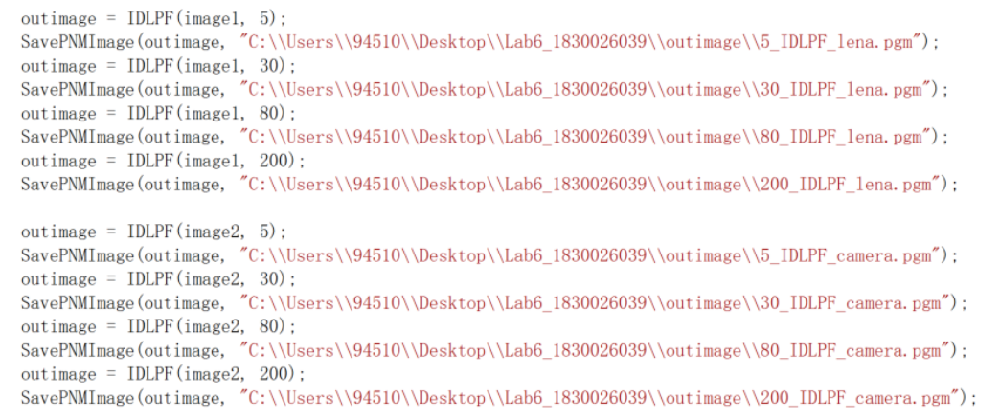 outimage = IDLPF(image1, 5);
SavePNMImage(outimage, "C:\\Users\\94510\\Desktop\\Lab6_1830026039\\outimage\\5_IDLPF_lena.pgm");
outimage = IDLPF(image1, 30);
SavePNMImage(outimage, "C:\\Users\\94510\\Desktop\\Lab6_1830026039\\outimage\\30_IDLPF_lena.pgm");
outimage = IDLPF(image1, 80);
SavePNMImage(outimage, "C:\\Users\\94510\\Desktop\\Lab6_1830026039\\outimage\\80_IDLPF_lena.pgm");
outimage = IDLPF(image1, 200);
SavePNMImage(outimage, "C:\\Users\\94510\\Desktop\\Lab6_1830026039\\outimage\\200_IDLPF_lena.pgm");
outimage = IDLPF(image2, 5);
SavePNMImage(outimage, "C:\\Users\\94510\\Desktop\\Lab6_1830026039\\outimage\\5_IDLPF_camera.pgm");
outimage = IDLPF(image2, 30);
SavePNMImage(outimage, "C:\\Users\\94510\\Desktop\\Lab6_1830026039\\outimage\\30_IDLPF_camera.pgm");
outimage = IDLPF(image2, 80);
SavePNMImage(outimage, "C:\\Users\\94510\\Desktop\\Lab6_1830026039\\outimage\\80_IDLPF_camera.pgm");
outimage = IDLPF(image2, 200);
SavePNMImage(outimage, "C:\\Users\\94510\\Desktop\\Lab6_1830026039\\outimage\\200_IDLPF_camera.pgm");